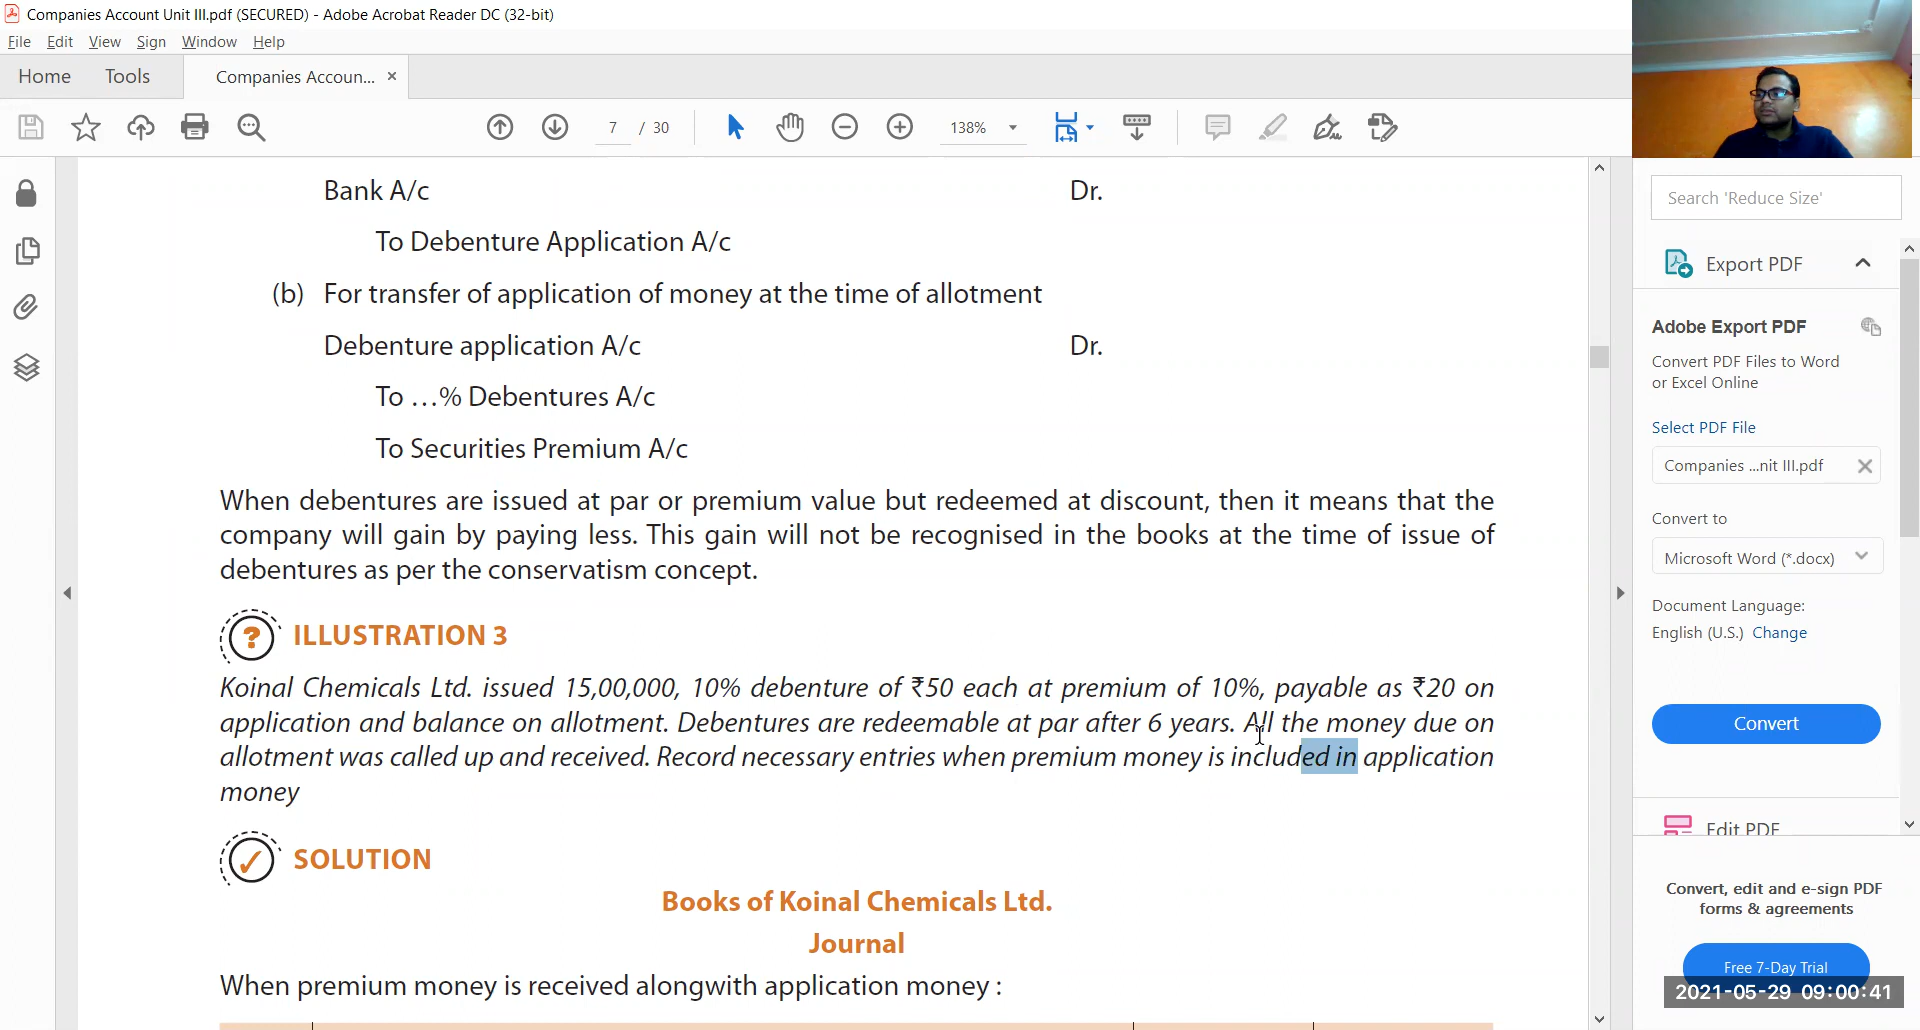 Companies Account Unit III.pdf (SECURED) - Adobe Acrobat Reader DC (32-bit)
File Edit View Sign Window Help
Home Tools Companies Accoun... ×
7 / 30 138%
Bank A/c Dr.
To Debenture Application A/c
(b) For transfer of application of money at the time of allotment
Debenture application A/c Dr.
To …% Debentures A/c
To Securities Premium A/c
When debentures are issued at par or premium value but redeemed at discount, then it means that the
company will gain by paying less. This gain will not be recognised in the books at the time of issue of
debentures as per the conservatism concept.
? ILLUSTRATION 3
Koinal Chemicals Ltd. issued 15,00,000, 10% debenture of ₹50 each at premium of 10%, payable as ₹20 on
application and balance on allotment. Debentures are redeemable at par after 6 years. All the money due on
allotment was called up and received. Record necessary entries when premium money is included in application
money
SOLUTION
Books of Koinal Chemicals Ltd.
Journal
When premium money is received alongwith application money :
Search 'Reduce Size'
Export PDF
Adobe Export PDF
Convert PDF Files to Word
or Excel Online
Select PDF File
Companies ...nit III.pdf
Convert to
Microsoft Word (*.docx)
Document Language:
English (U.S.) Change
Convert
Edit PDF
Convert, edit and e-sign PDF
forms & agreements
Free 7-Day Trial
2021-05-29 09:00:41